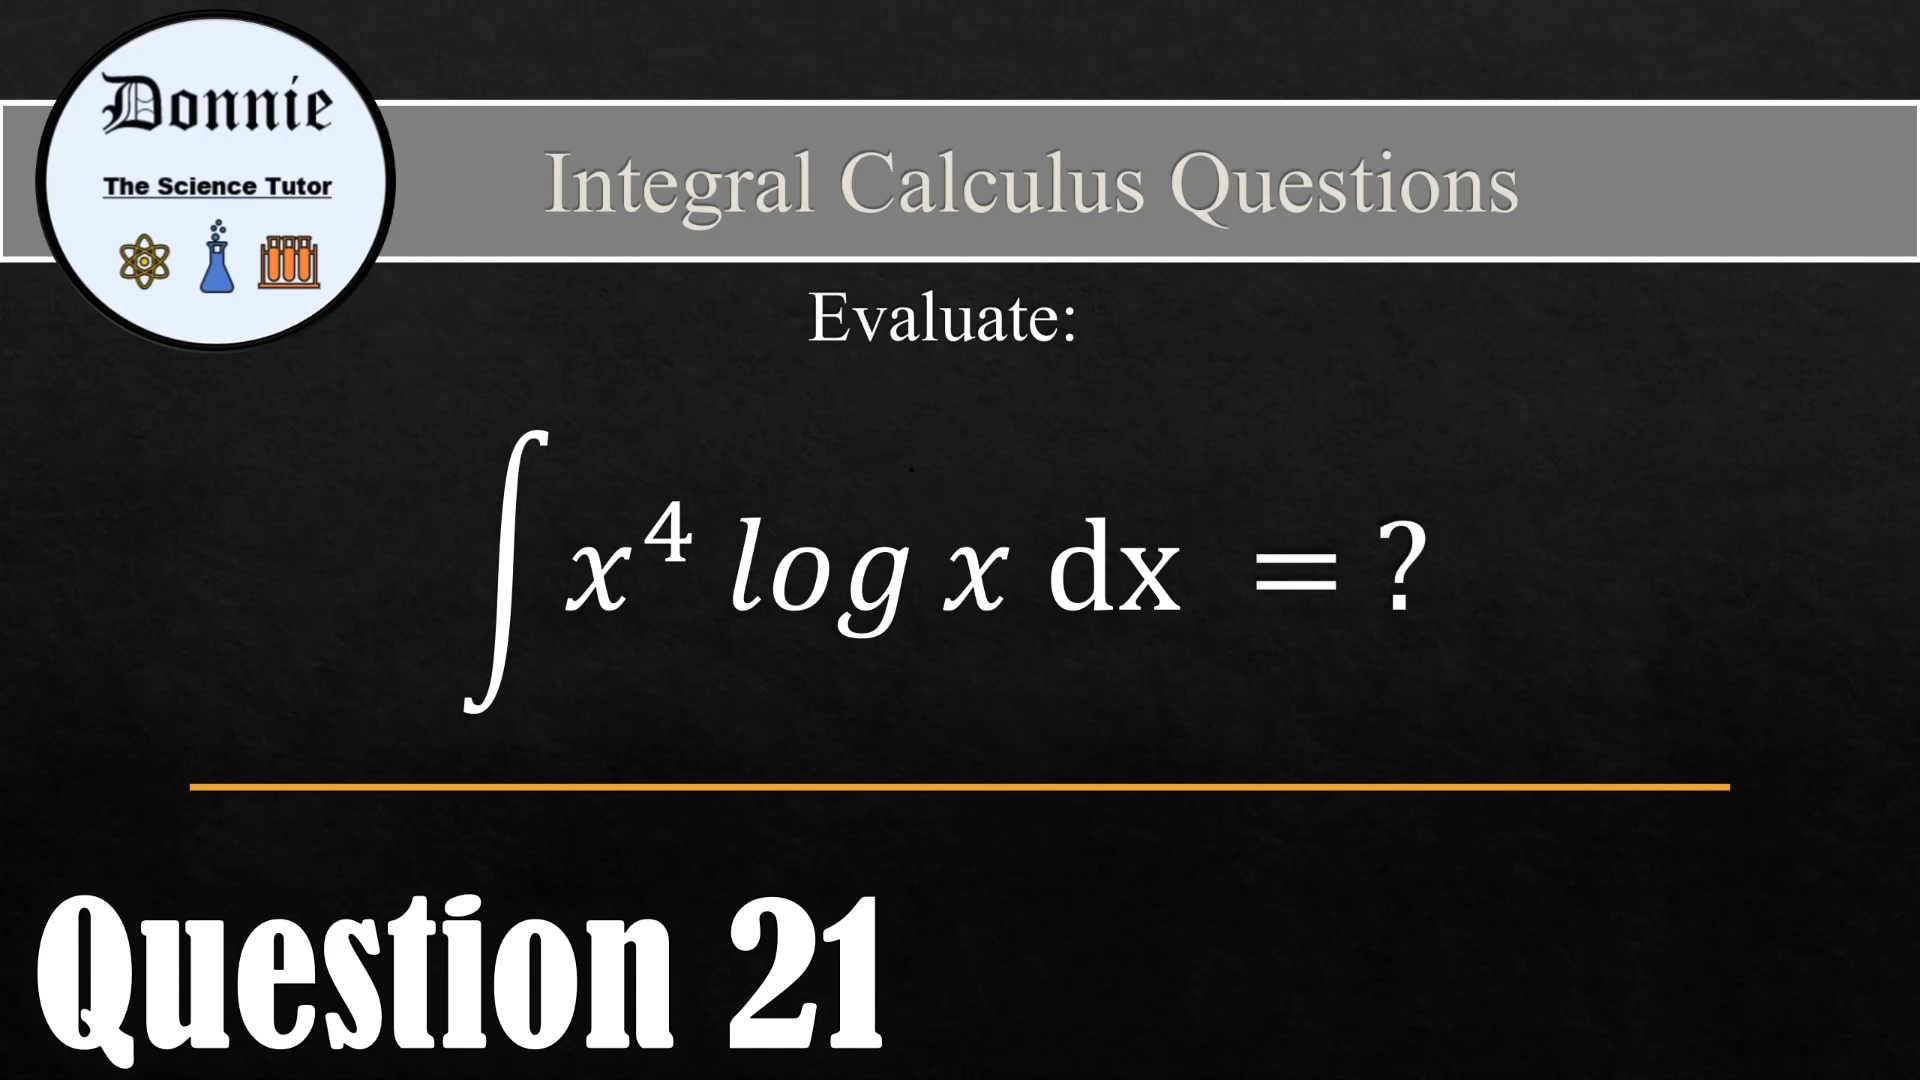 Donnie
The Science Tutor
Integral Calculus Questions
Evaluate:
∫ x⁴ log x dx = ?
Question 21